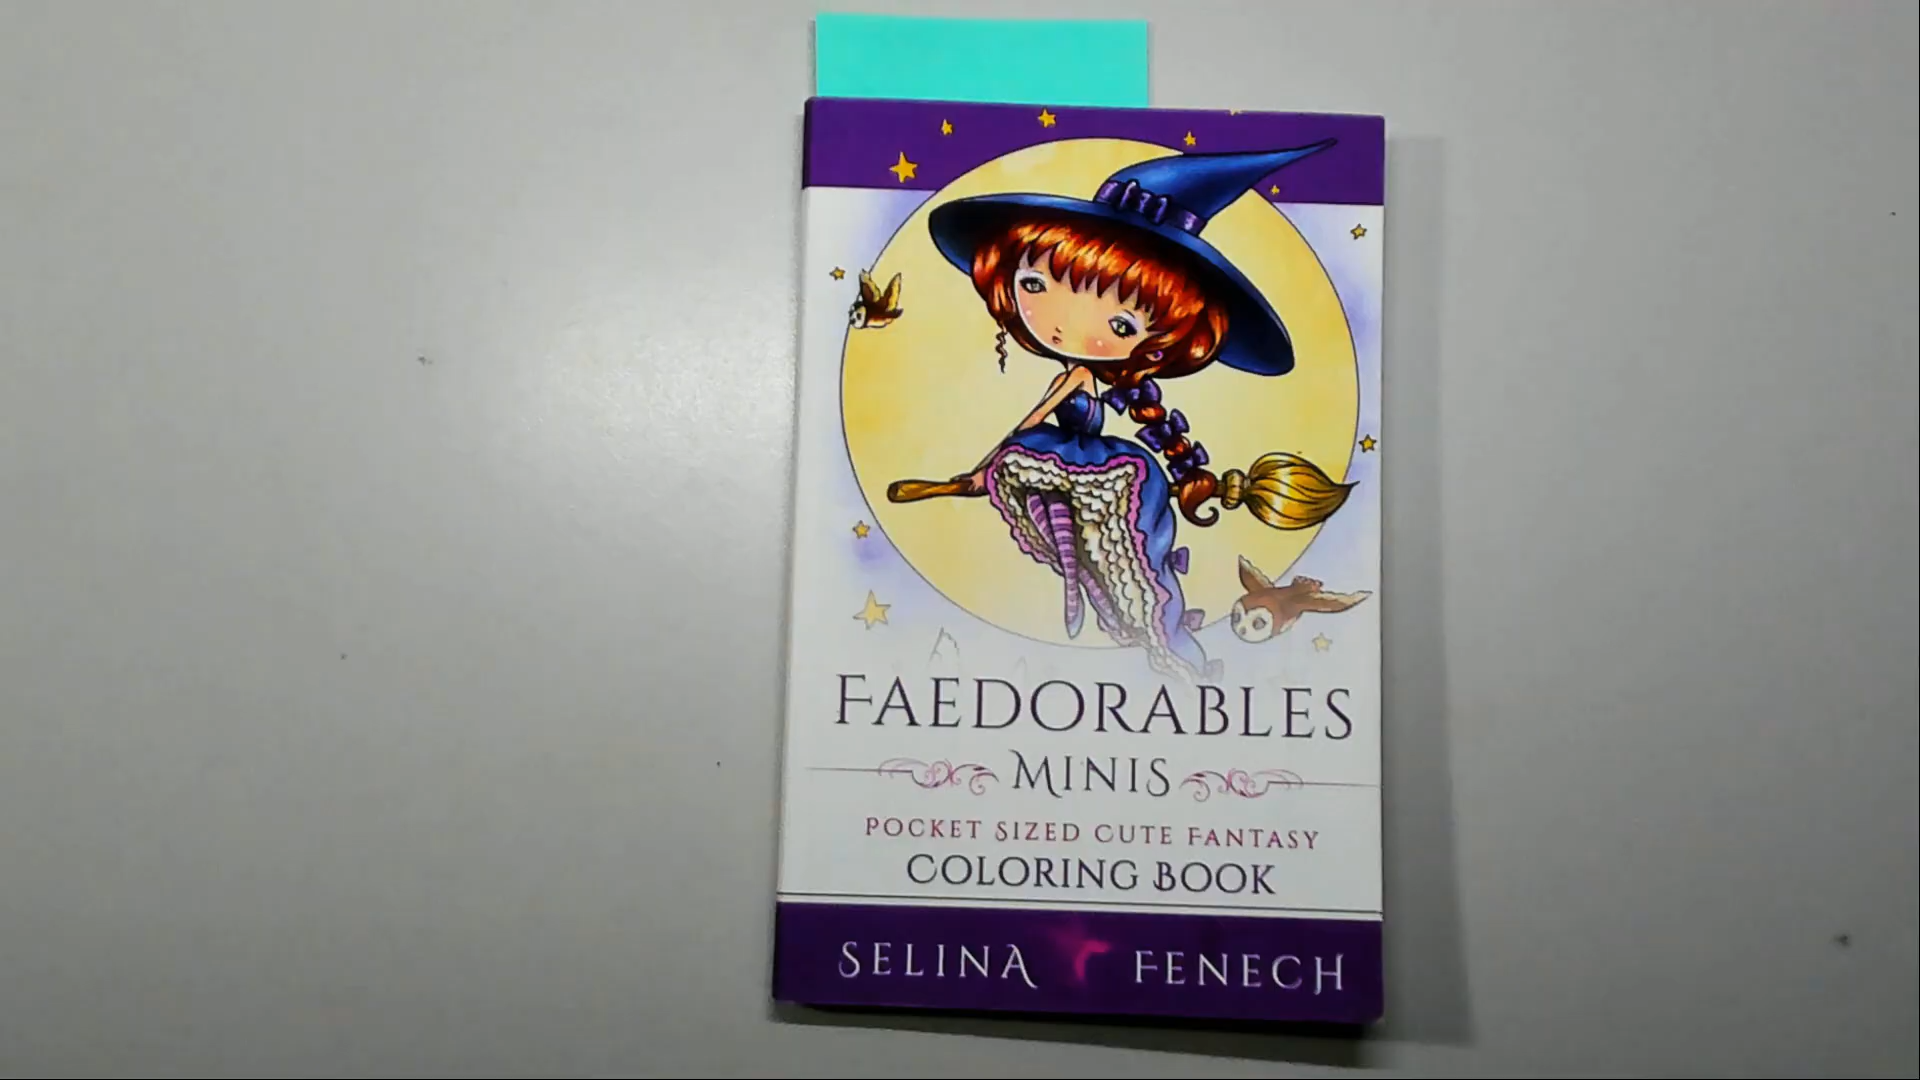 FAEDORABLES
MINIS
POCKET SIZED CUTE FANTASY
COLORING BOOK
SELINA FENECH